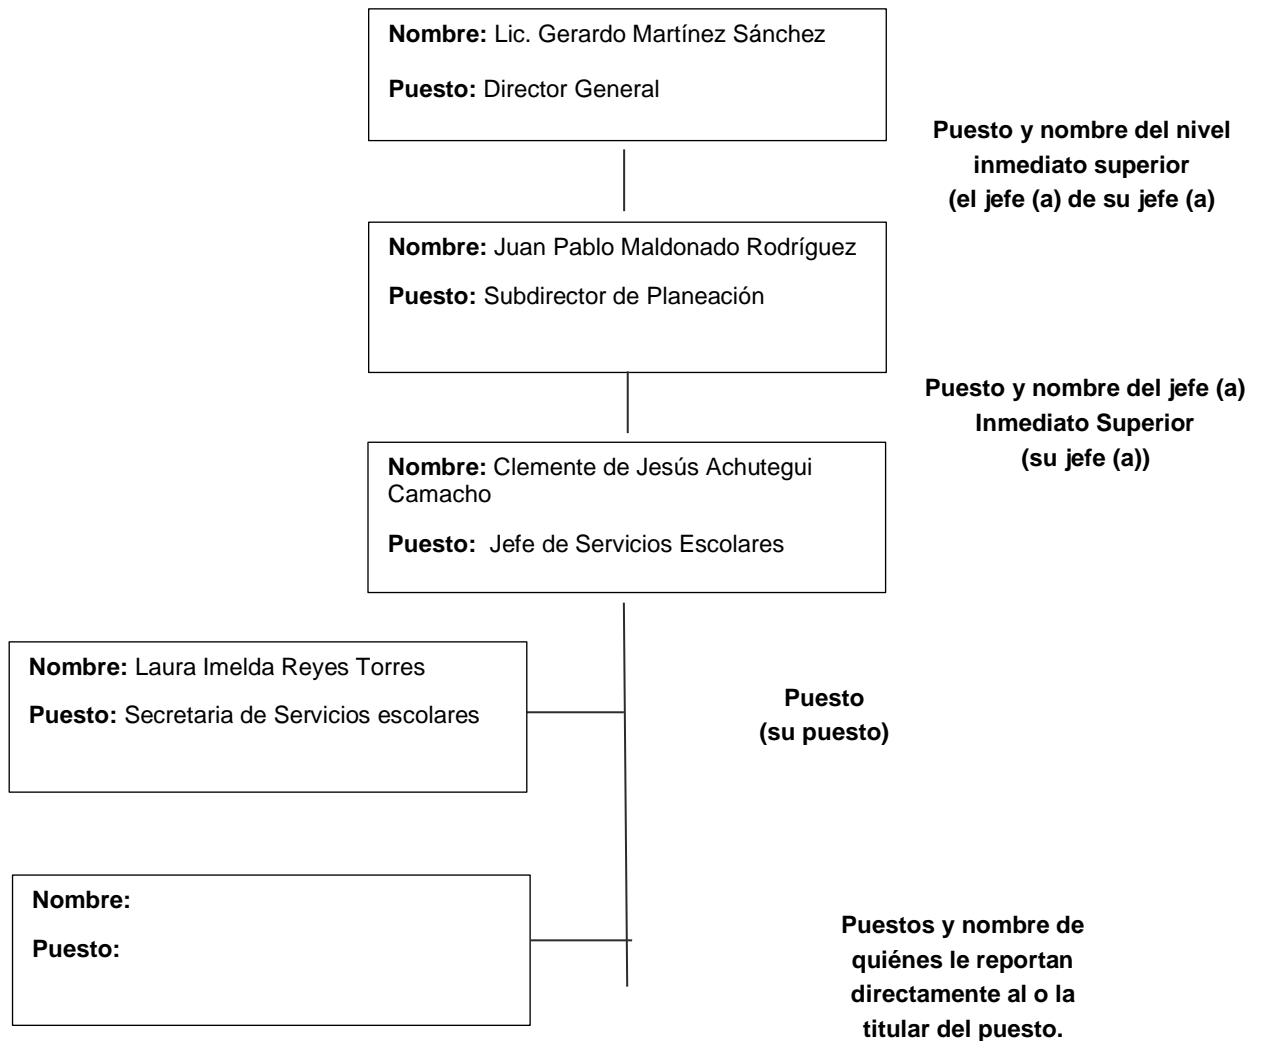 Nombre: Lic. Gerardo Martínez Sánchez
Puesto: Director General
Puesto y nombre del nivel
inmediato superior
(el jefe (a) de su jefe (a)
Nombre: Juan Pablo Maldonado Rodríguez
Puesto: Subdirector de Planeación
Puesto y nombre del jefe (a)
Inmediato Superior
(su jefe (a))
Nombre: Clemente de Jesús Achutegui
Camacho
Puesto: Jefe de Servicios Escolares
Nombre: Laura Imelda Reyes Torres
Puesto: Secretaria de Servicios escolares
Puesto
(su puesto)
Nombre:
Puesto:
Puestos y nombre de
quiénes le reportan
directamente al o la
titular del puesto.